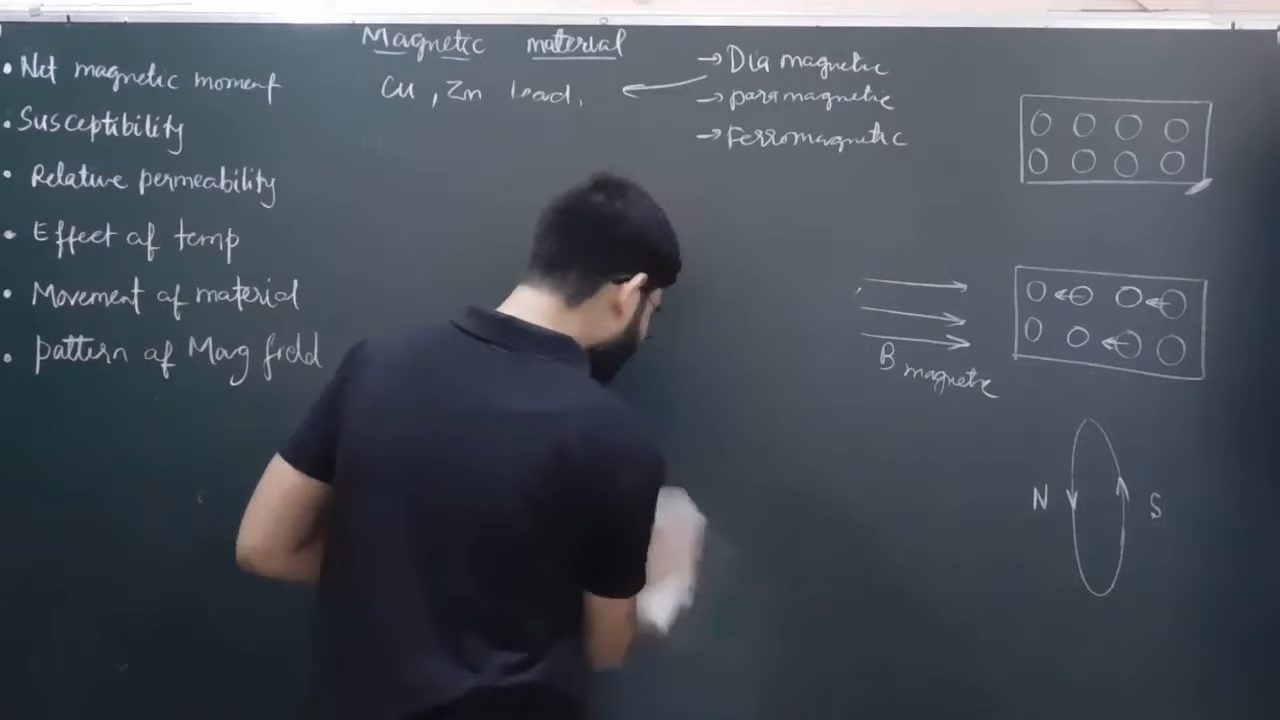 Magnetic material
• Net magnetic moment
• Susceptibility
• Relative permeability
• Effect of temp
• Movement of material
• pattern of Mag field
Cu, Zn Lead,
→ Dia magnetic
→ paramagnetic
→ Ferromagnetic
B magnetic
N S